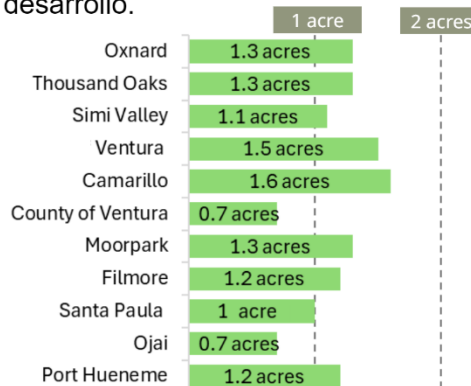 desarrollo.
1 acre 2 acres
Oxnard 1.3 acres
Thousand Oaks 1.3 acres
Simi Valley 1.1 acres
Ventura 1.5 acres
Camarillo 1.6 acres
County of Ventura 0.7 acres
Moorpark 1.3 acres
Filmore 1.2 acres
Santa Paula 1 acre
Ojai 0.7 acres
Port Hueneme 1.2 acres